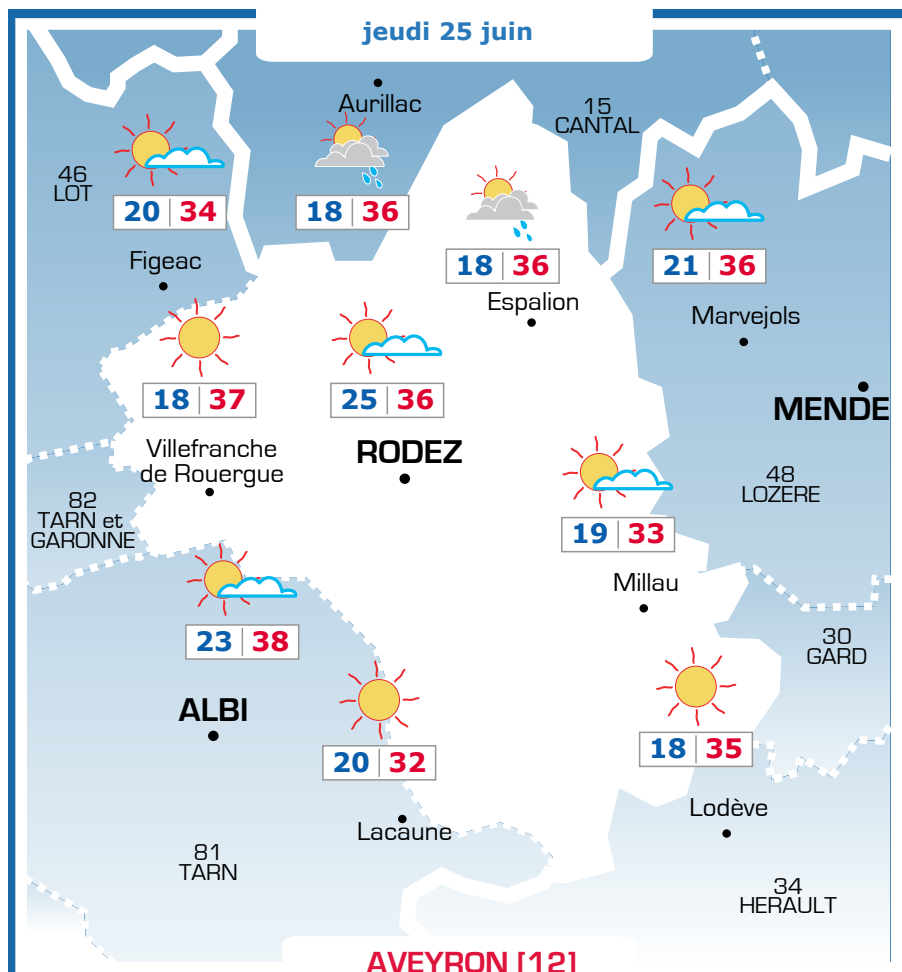 jeudi 25 juin
Aurillac
15
CANTAL
46
LOT
20 34
18 36
18 36
21 36
Figeac
Espalion
Marvejols
18 37
25 36
MENDE
Villefranche
de Rouergue
RODEZ
48
LOZERE
82
TARN et
GARONNE
19 33
Millau
23 38
30
GARD
ALBI
20 32
18 35
Lodève
Lacaune
81
TARN
34
HERAULT
AVEYRON [12]